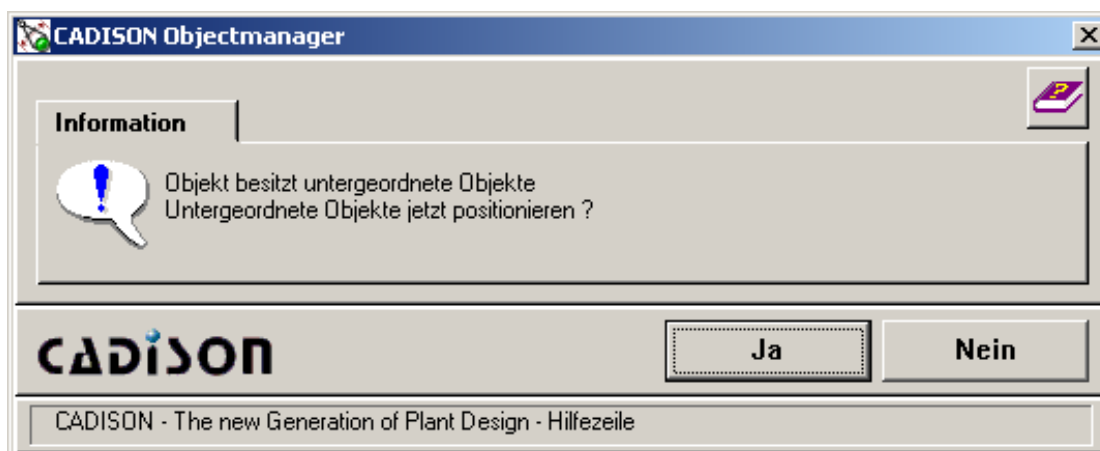 CADISON Objectmanager
Information
Objekt besitzt untergeordnete Objekte
Untergeordnete Objekte jetzt positionieren ?
CADISON
Ja
Nein
CADISON - The new Generation of Plant Design - Hilfezeile